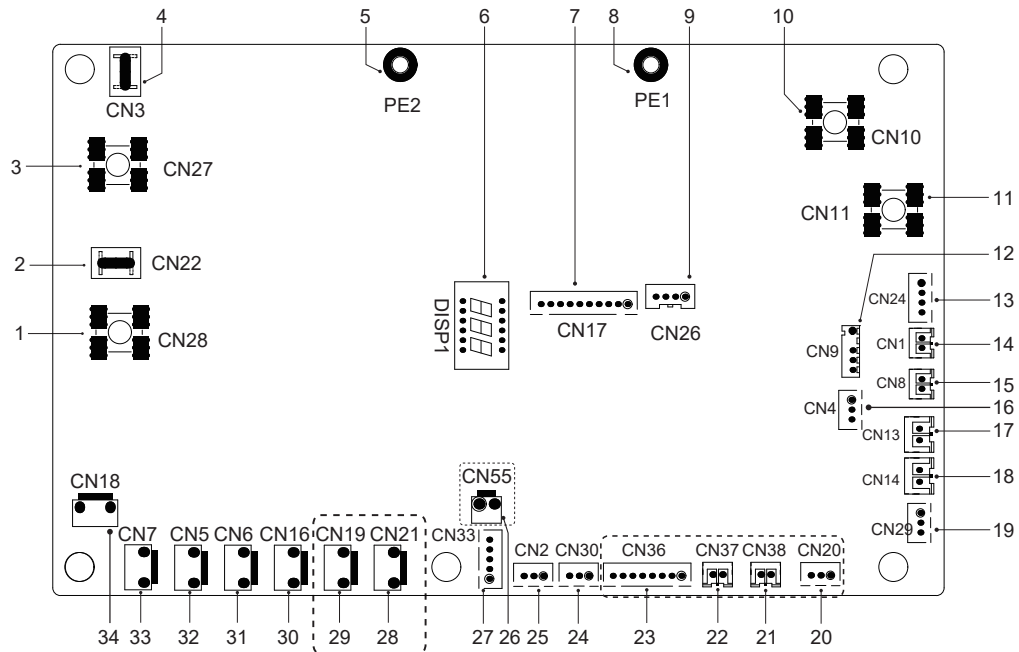 4 5 6 7 8 9 10
CN3
PE2
PE1
CN10
3
CN27
CN11
11
2
CN22
12
DISP1
CN17
CN26
CN24
13
1
CN28
CN9
CN1
14
CN8
15
CN4
16
CN13
17
CN18
CN55
CN14
18
CN7 CN5 CN6 CN16 CN19 CN21 CN33 CN2 CN30 CN36 CN37 CN38 CN20
CN29
19
34 33 32 31 30 29 28 27 26 25 24 23 22 21 20